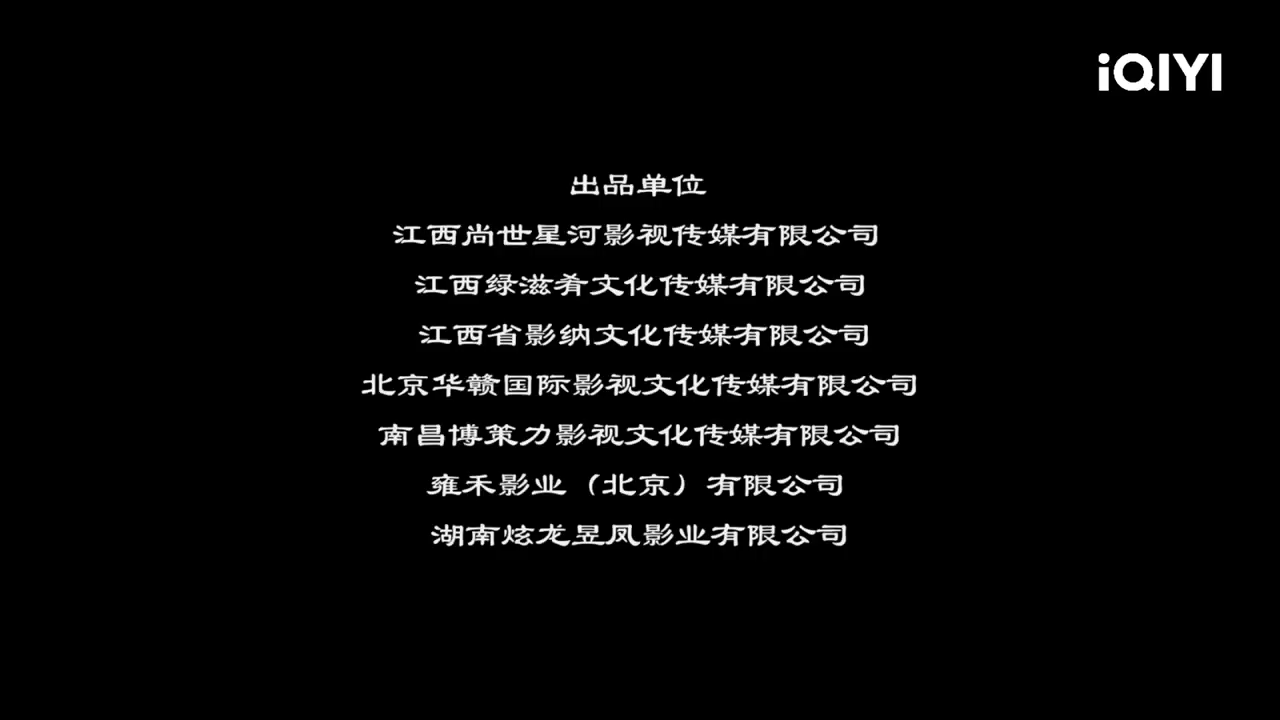 iQIYI
出品单位
江西尚世星河影视传媒有限公司
江西绿滋肴文化传媒有限公司
江西省影纳文化传媒有限公司
北京华赣国际影视文化传媒有限公司
南昌博策力影视文化传媒有限公司
雍禾影业（北京）有限公司
湖南炫龙昱凤影业有限公司